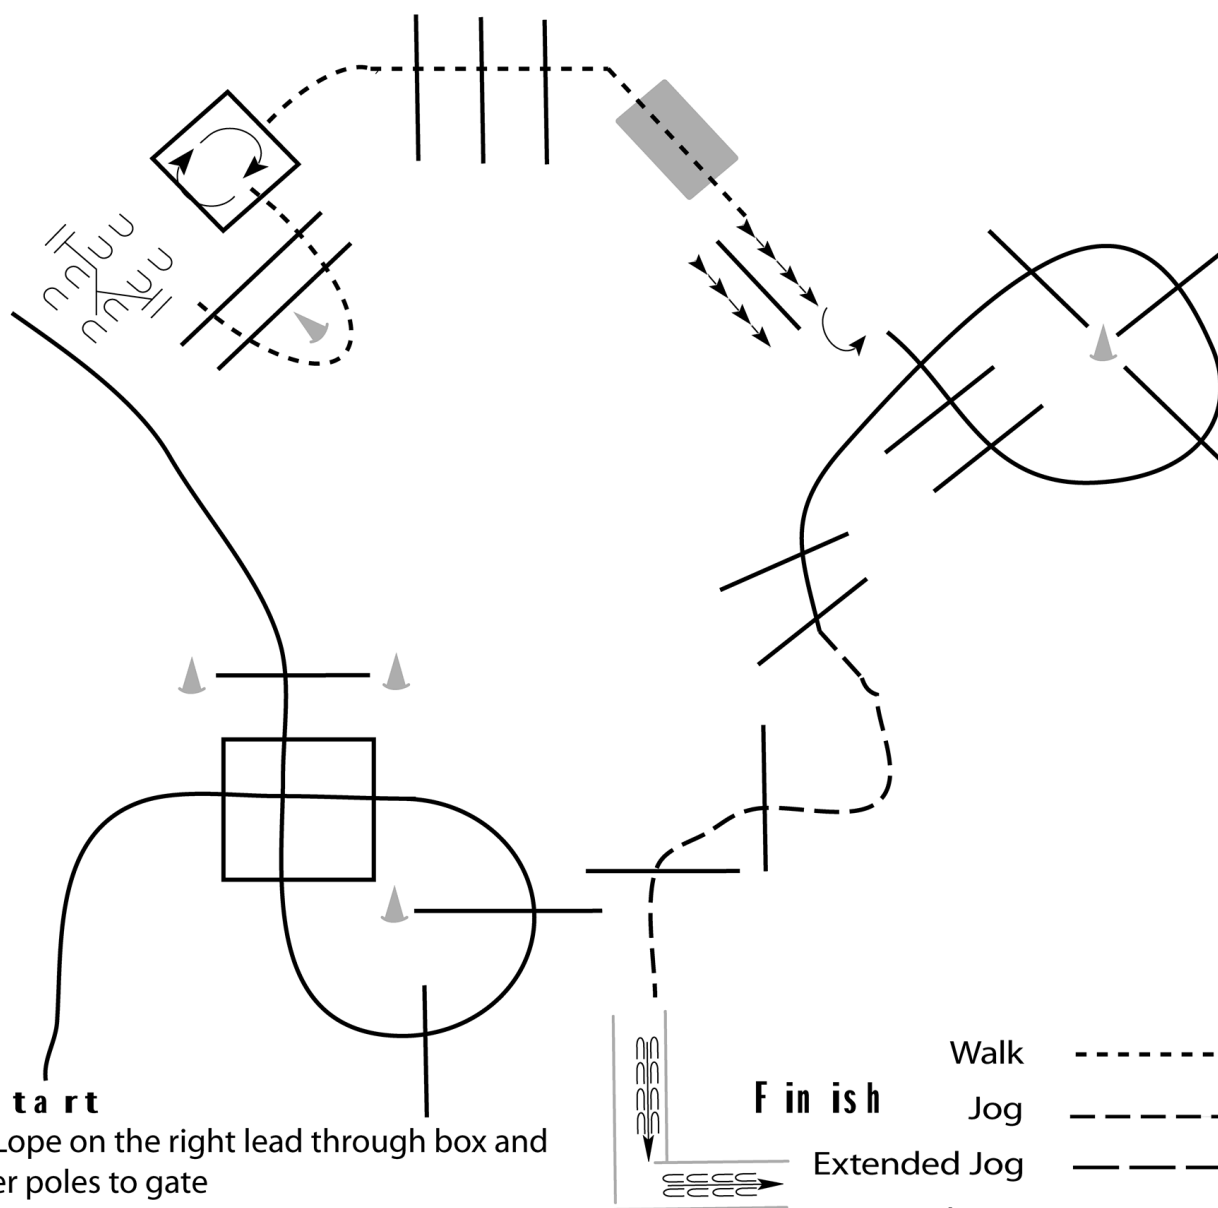 tart
Finish
Walk
Jog
Extended Jog
Lope on the right lead through box and
er poles to gate